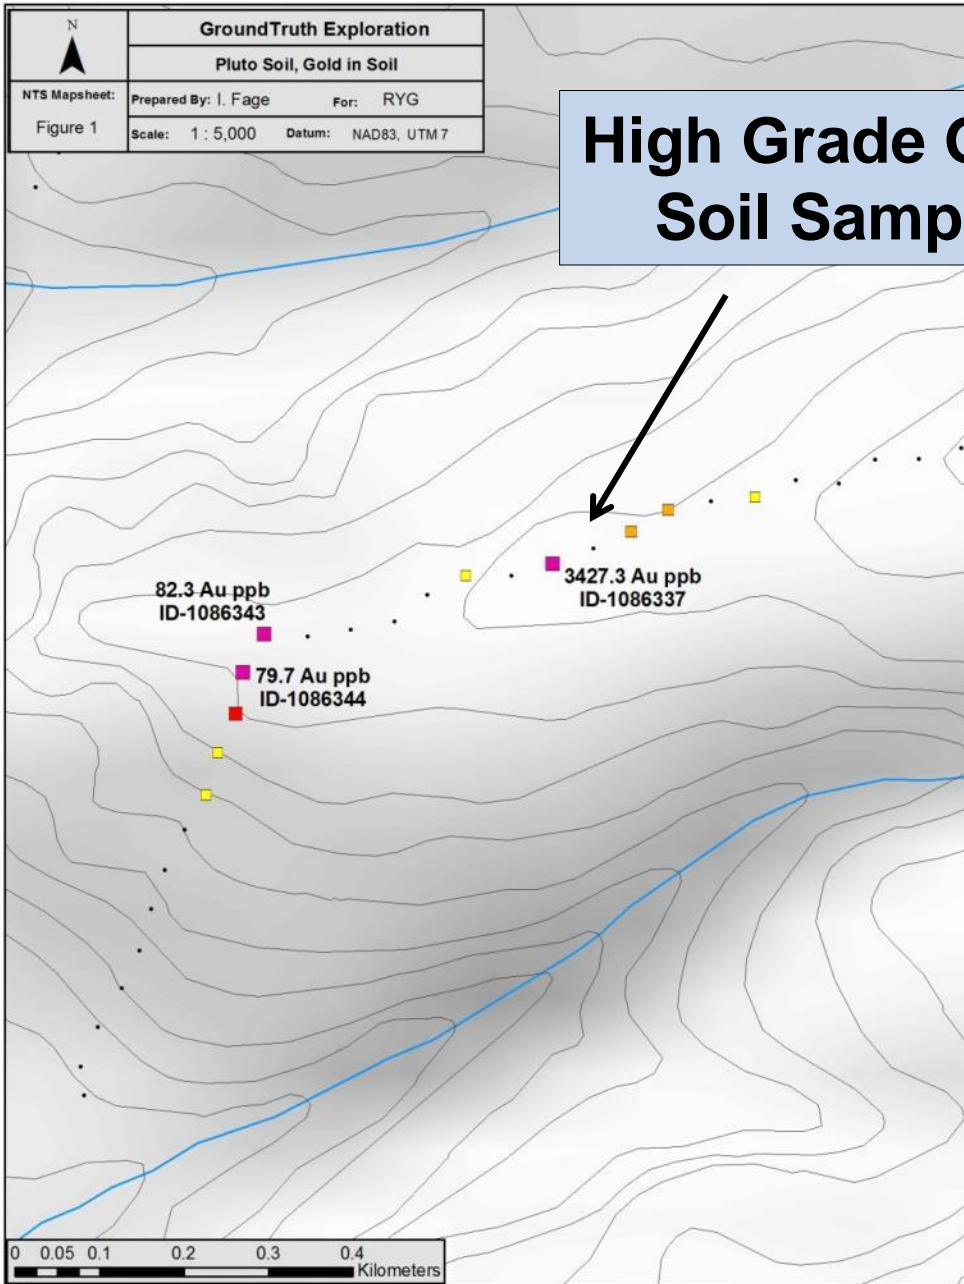 N
GroundTruth Exploration
Pluto Soil, Gold in Soil
NTS Mapsheet:
Figure 1
Prepared By: I. Fage For: RYG
Scale: 1 : 5,000 Datum: NAD83, UTM 7
High Grade
Soil
82.3 Au ppb
ID-1086343
3427.3 Au ppb
ID-1086337
79.7 Au ppb
ID-1086344
0 0.05 0.1 0.2 0.3 0.4
Kilometers